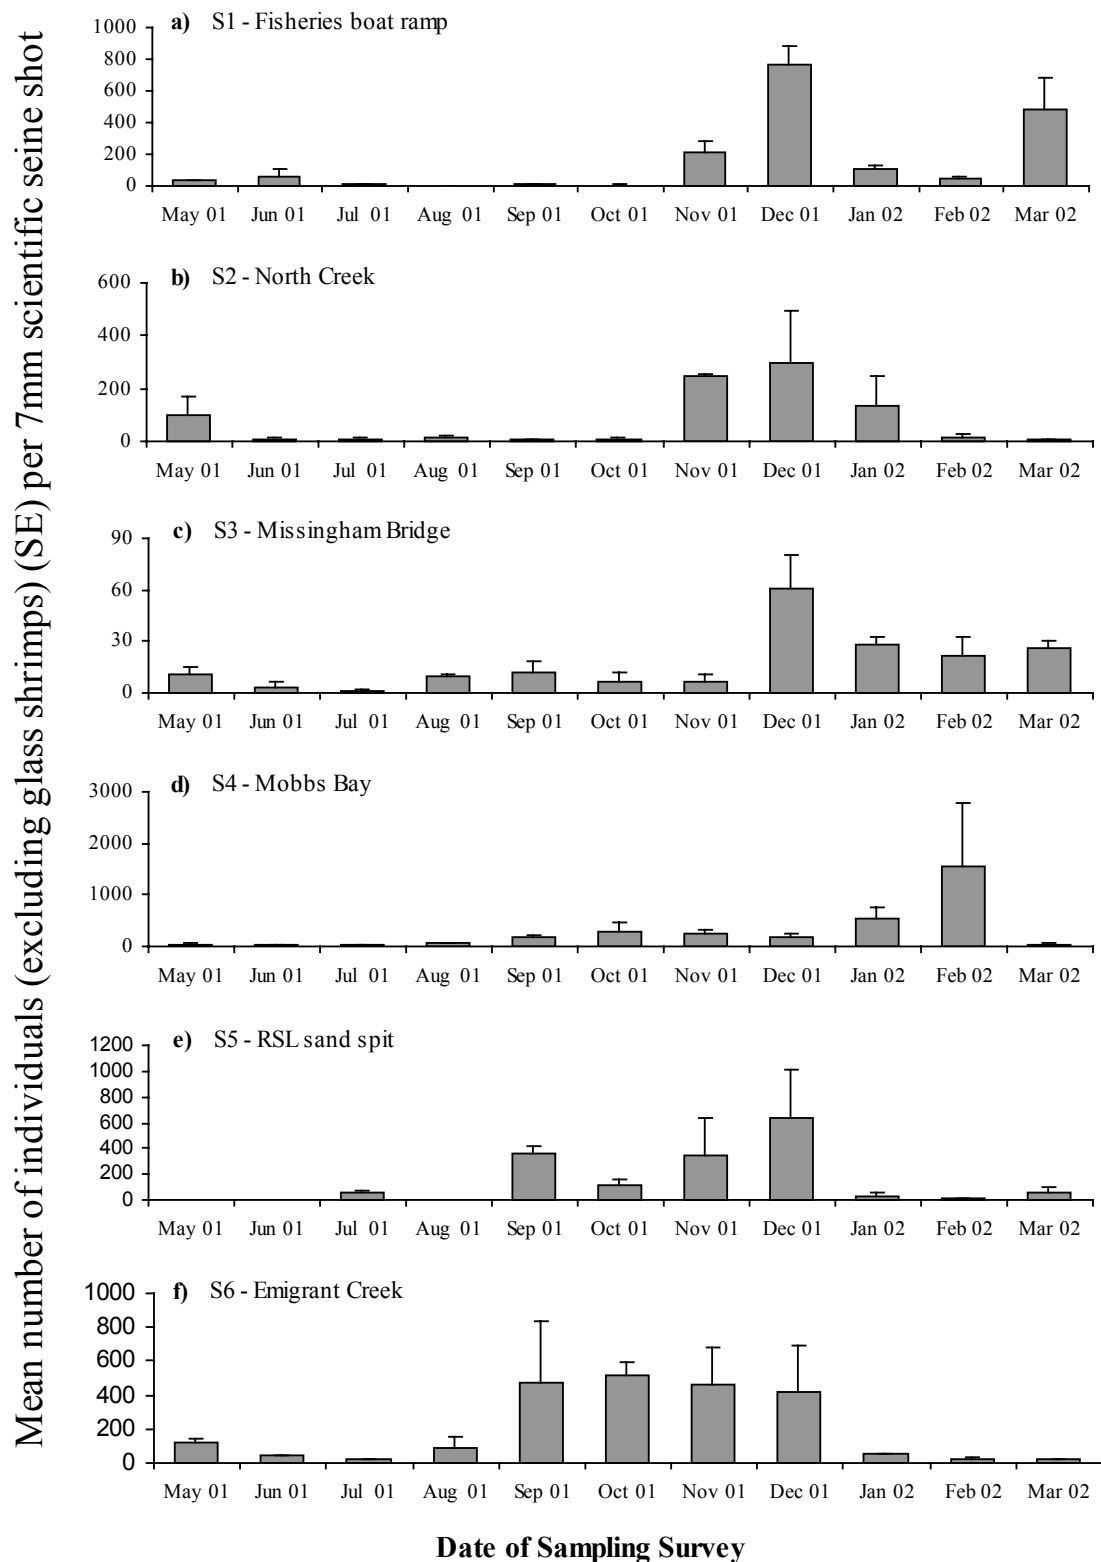 Mean number of individuals (excluding glass shrimps) (SE) per 7mm scientific seine shot
a) S1 - Fisheries boat ramp
1000
800
600
400
200
0
May 01 Jun 01 Jul 01 Aug 01 Sep 01 Oct 01 Nov 01 Dec 01 Jan 02 Feb 02 Mar 02
b) S2 - North Creek
600
400
200
0
May 01 Jun 01 Jul 01 Aug 01 Sep 01 Oct 01 Nov 01 Dec 01 Jan 02 Feb 02 Mar 02
c) S3 - Missingham Bridge
90
60
30
0
May 01 Jun 01 Jul 01 Aug 01 Sep 01 Oct 01 Nov 01 Dec 01 Jan 02 Feb 02 Mar 02
d) S4 - Mobbs Bay
3000
2000
1000
0
May 01 Jun 01 Jul 01 Aug 01 Sep 01 Oct 01 Nov 01 Dec 01 Jan 02 Feb 02 Mar 02
e) S5 - RSL sand spit
1200
1000
800
600
400
200
0
May 01 Jun 01 Jul 01 Aug 01 Sep 01 Oct 01 Nov 01 Dec 01 Jan 02 Feb 02 Mar 02
f) S6 - Emigrant Creek
1000
800
600
400
200
0
May 01 Jun 01 Jul 01 Aug 01 Sep 01 Oct 01 Nov 01 Dec 01 Jan 02 Feb 02 Mar 02
Date of Sampling Survey